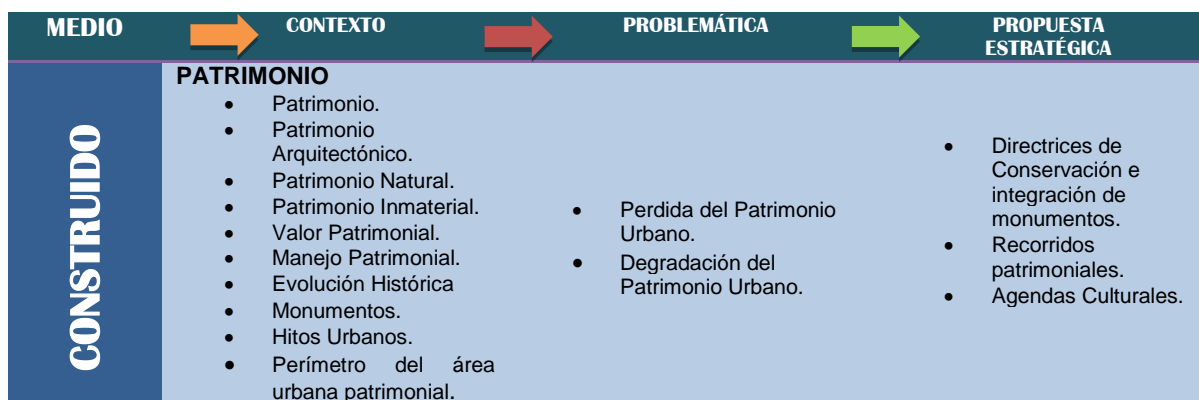 MEDIO
CONTEXTO
PROBLEMÁTICA
PROPUESTA
ESTRATÉGICA
CONSTRUIDO
PATRIMONIO
• Patrimonio.
• Patrimonio
Arquitectónico.
• Patrimonio Natural.
• Patrimonio Inmaterial.
• Valor Patrimonial.
• Manejo Patrimonial.
• Evolución Histórica
• Monumentos.
• Hitos Urbanos.
• Perímetro del área
urbana patrimonial.
• Perdida del Patrimonio
Urbano.
• Degradación del
Patrimonio Urbano.
• Directrices de
Conservación e
integración de
monumentos.
• Recorridos
patrimoniales.
• Agendas Culturales.